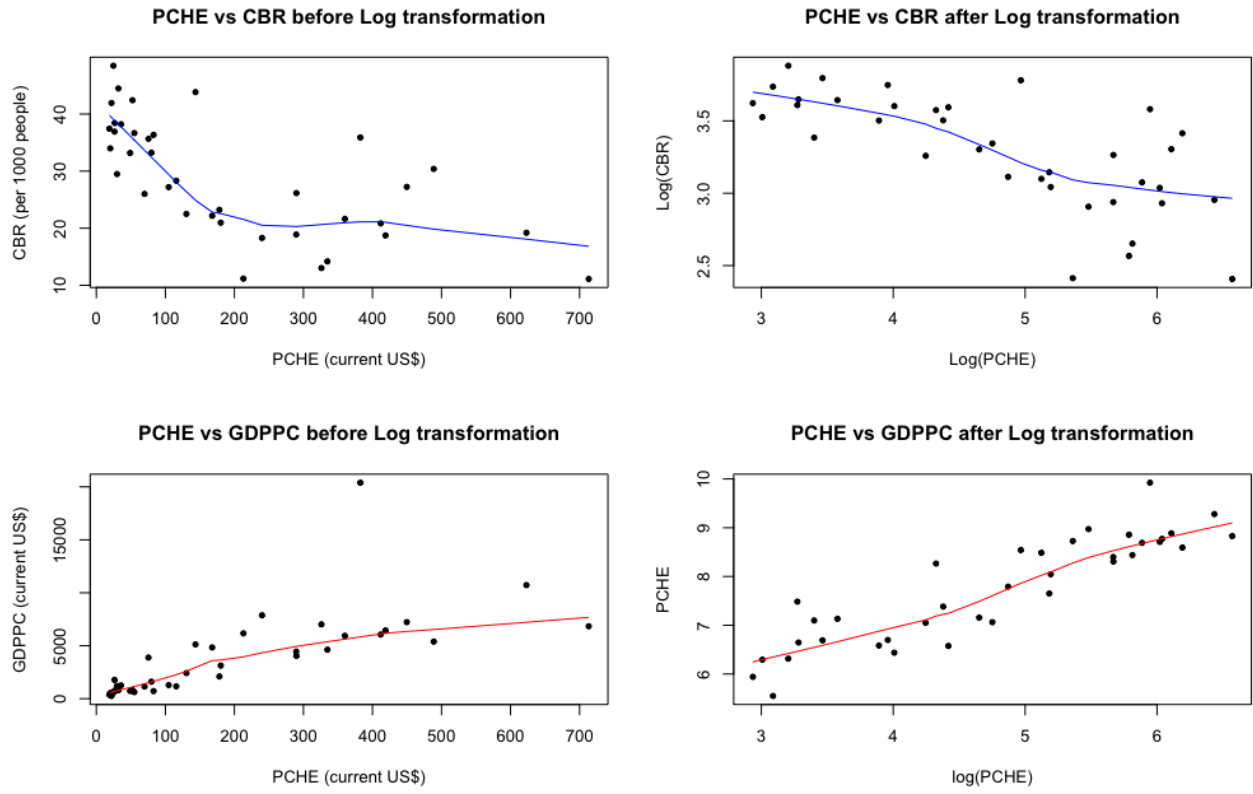 PCHE vs CBR before Log transformation
CBR (per 1000 people)
10 20 30 40
0 100 200 300 400 500 600 700
PCHE (current US$)
PCHE vs CBR after Log transformation
Log(CBR)
2.5 3.0 3.5
3 4 5 6
Log(PCHE)
PCHE vs GDPPC before Log transformation
GDPPC (current US$)
0 5000 15000
0 100 200 300 400 500 600 700
PCHE (current US$)
PCHE vs GDPPC after Log transformation
PCHE
6 7 8 9 10
3 4 5 6
log(PCHE)